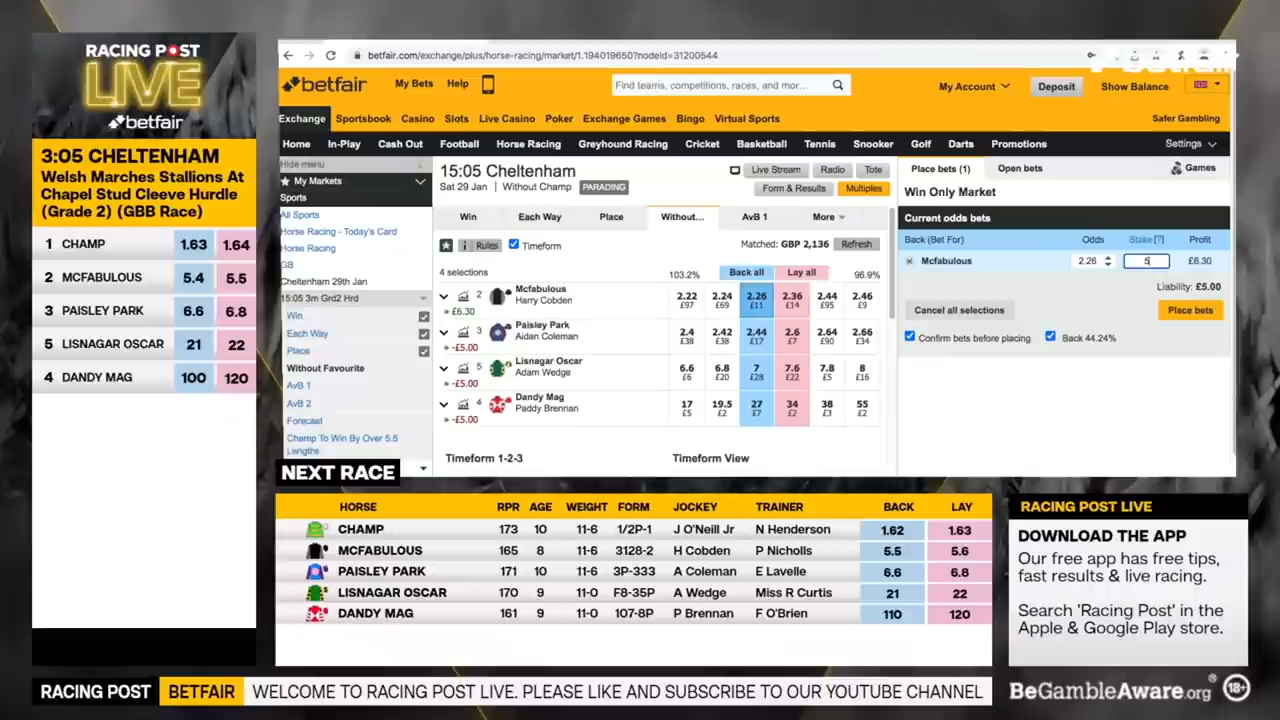 RACING POST
LIVE
betfair
3:05 CHELTENHAM
Welsh Marches Stallions At
Chapel Stud Cleeve Hurdle
(Grade 2) (GBB Race)
1 CHAMP 1.63 1.64
2 MCFABULOUS 5.4 5.5
3 PAISLEY PARK 6.6 6.8
5 LISNAGAR OSCAR 21 22
4 DANDY MAG 100 120
betfair.com/exchange/plus/horse-racing/market/1.194019650?nodeId=31200544
betfair My Bets Help Find teams, competitions, races, and mor... My Account Deposit Show Balance
Exchange Sportsbook Casino Slots Live Casino Poker Exchange Games Bingo Virtual Sports Safer Gambling
Home In-Play Cash Out Football Horse Racing Greyhound Racing Cricket Basketball Tennis Snooker Golf Darts Promotions Settings
Hide menu
My Markets
Sports
All Sports
Horse Racing - Today's Card
Horse Racing
GB
Cheltenham 29th Jan
15:05 3m Grd2 Hrd
Win
Each Way
Place
Without Favourite
AvB 1
AvB 2
Forecast
Champ To Win By Over 5.5
Lengths
15:05 Cheltenham
Sat 29 Jan | Without Champ PARADING
Live Stream Radio Tote
Form & Results Multiples
Win Each Way Place Without... AvB 1 More
Rules Timeform Matched: GBP 2,136 Refresh
4 selections 103.2% Back all Lay all 96.9%
2 Mcfabulous 2.22 2.24 2.26 2.36 2.44 2.46
Harry Cobden £97 £69 £11 £14 £95 £9
» £6.30
3 Paisley Park 2.4 2.42 2.44 2.6 2.64 2.66
Aidan Coleman £38 £38 £17 £7 £90 £34
» -£5.00
5 Lisnagar Oscar 6.6 6.8 7 7.6 7.8 8
Adam Wedge £6 £20 £28 £22 £5 £16
» -£5.00
4 Dandy Mag 17 19.5 27 34 38 55
Paddy Brennan £5 £2 £7 £2 £3 £2
» -£5.00
Timeform 1-2-3 Timeform View
Place bets (1) Open bets Games
Win Only Market
Current odds bets
Back (Bet For) Odds Stake[?] Profit
Mcfabulous 2.26 5 £6.30
Liability: £5.00
Cancel all selections Place bets
Confirm bets before placing Back 44.24%
NEXT RACE
HORSE RPR AGE WEIGHT FORM JOCKEY TRAINER BACK LAY
CHAMP 173 10 11-6 1/2P-1 J O'Neill Jr N Henderson 1.62 1.63
MCFABULOUS 165 8 11-6 3128-2 H Cobden P Nicholls 5.5 5.6
PAISLEY PARK 171 10 11-6 3P-333 A Coleman E Lavelle 6.6 6.8
LISNAGAR OSCAR 170 9 11-0 F8-35P A Wedge Miss R Curtis 21 22
DANDY MAG 161 9 11-0 107-8P P Brennan F O'Brien 110 120
RACING POST LIVE
DOWNLOAD THE APP
Our free app has free tips,
fast results & live racing.
Search 'Racing Post' in the
Apple & Google Play store.
RACING POST BETFAIR WELCOME TO RACING POST LIVE. PLEASE LIKE AND SUBSCRIBE TO OUR YOUTUBE CHANNEL
BeGambleAware.org® 18+